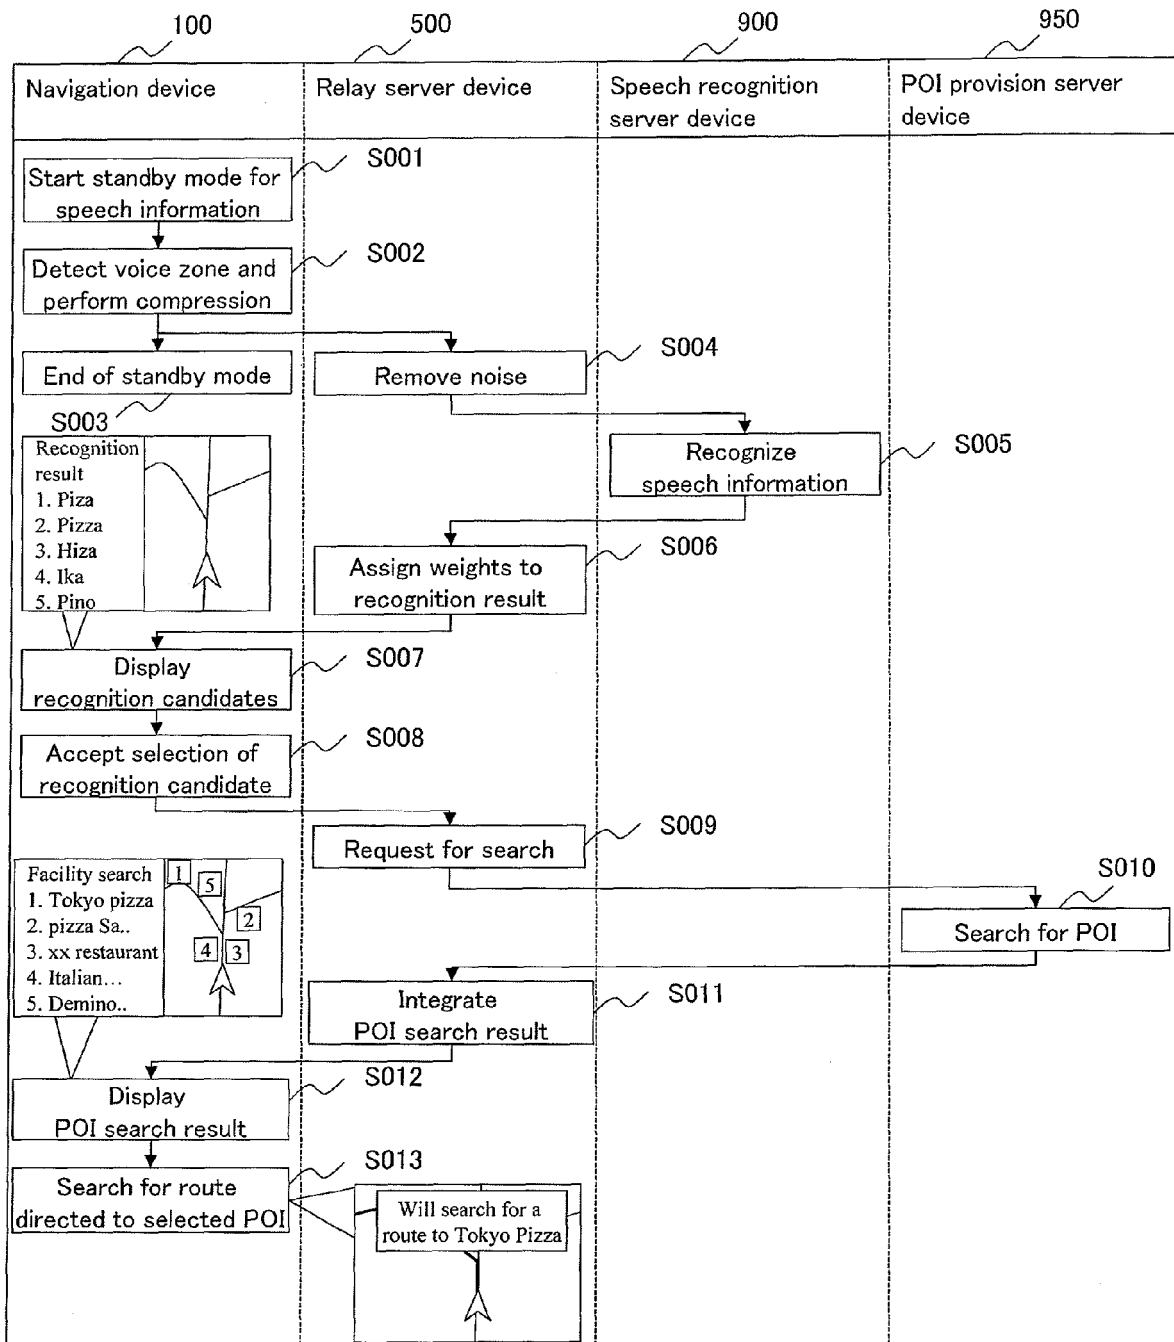 100
500
900
950
Navigation device
Relay server device
Speech recognition
server device
POI provision server
device
S001
Start standby mode for
speech information
S002
Detect voice zone and
perform compression
End of standby mode
S003
S004
Remove noise
S005
Recognize
speech information
Recognition
result
1. Piza
2. Pizza
3. Hiza
4. Ika
5. Pino
S006
Assign weights to
recognition result
S007
Display
recognition candidates
S008
Accept selection of
recognition candidate
S009
Request for search
S010
Search for POI
Facility search
1. Tokyo pizza
2. pizza Sa..
3. xx restaurant
4. Italian...
5. Demino..
1
5
2
4
3
S011
Integrate
POI search result
S012
Display
POI search result
S013
Search for route
directed to selected POI
Will search for a
route to Tokyo Pizza